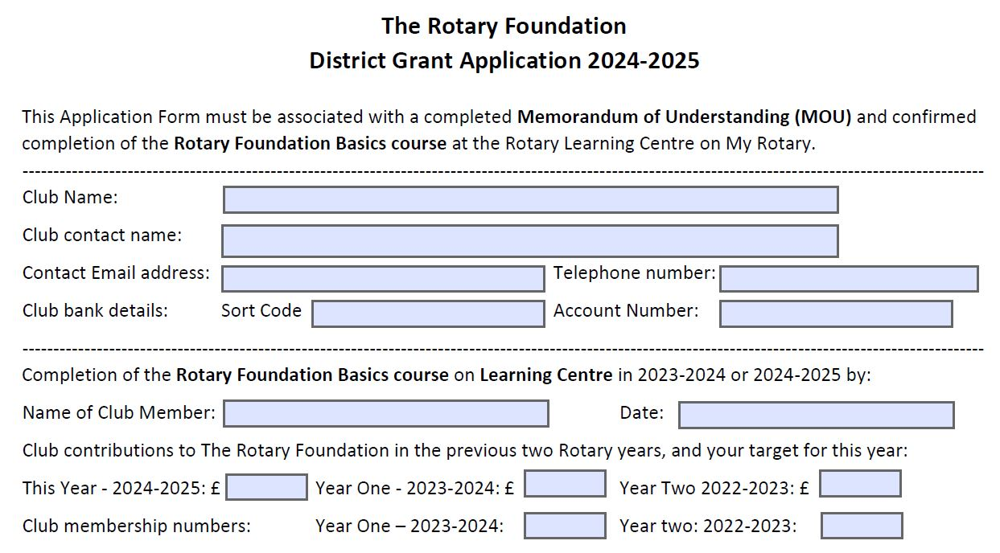 The Rotary Foundation
District Grant Application 2024-2025
This Application Form must be associated with a completed Memorandum of Understanding (MOU) and confirmed
completion of the Rotary Foundation Basics course at the Rotary Learning Centre on My Rotary.
Club Name:
Club contact name:
Contact Email address: Telephone number:
Club bank details: Sort Code Account Number:
Completion of the Rotary Foundation Basics course on Learning Centre in 2023-2024 or 2024-2025 by:
Name of Club Member: Date:
Club contributions to The Rotary Foundation in the previous two Rotary years, and your target for this year:
This Year - 2024-2025: £ Year One - 2023-2024: £ Year Two 2022-2023: £
Club membership numbers: Year One – 2023-2024: Year two: 2022-2023: